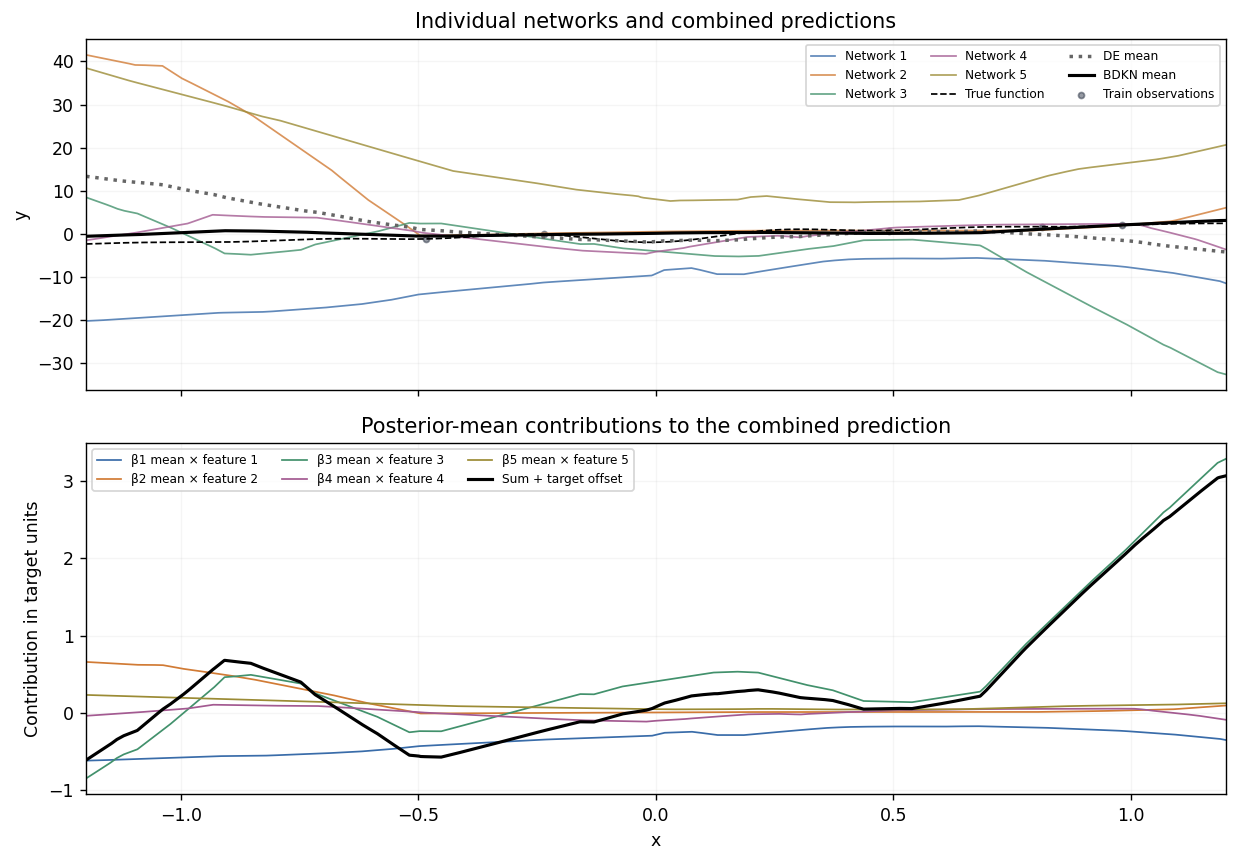 Individual networks and combined predictions
Network 1
Network 2
Network 3
Network 4
Network 5
True function
DE mean
BDKN mean
Train observations
y
40
30
20
10
0
−10
−20
−30
Posterior-mean contributions to the combined prediction
β1 mean × feature 1
β2 mean × feature 2
β3 mean × feature 3
β4 mean × feature 4
β5 mean × feature 5
Sum + target offset
Contribution in target units
3
2
1
0
−1
−1.0
−0.5
0.0
0.5
1.0
x